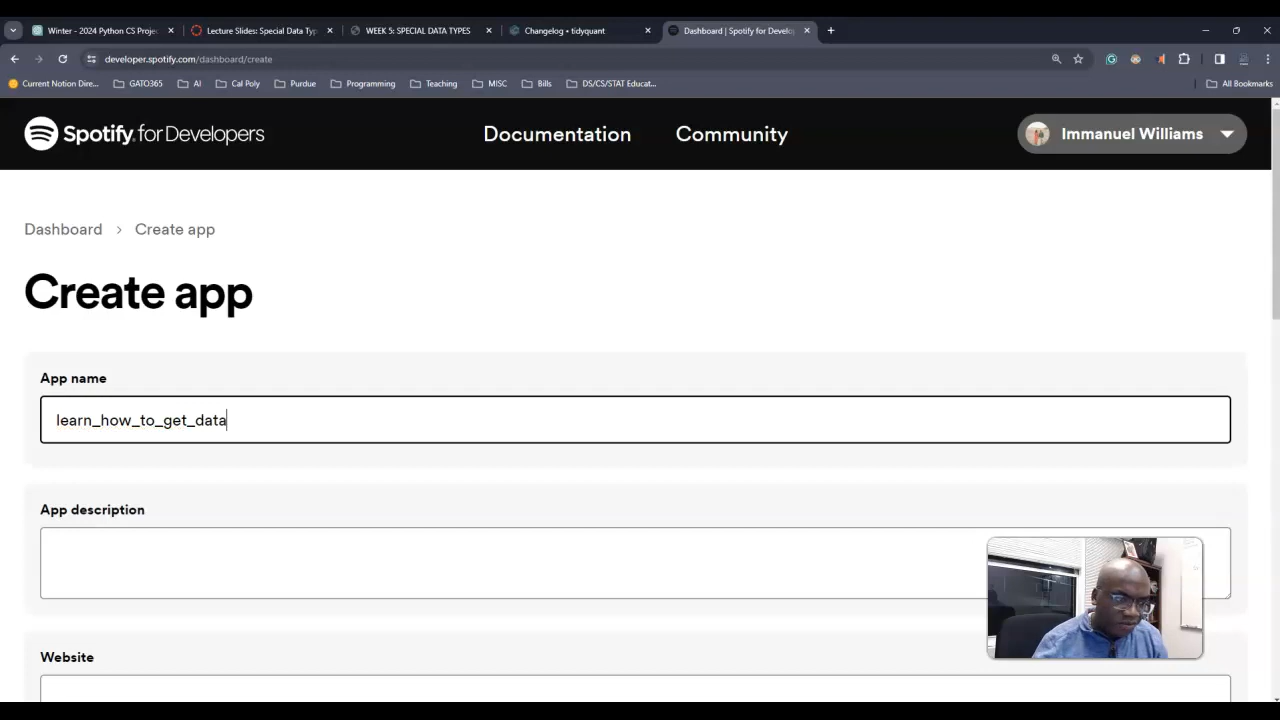 Winter - 2024 Python CS Projec
Lecture Slides: Special Data Typ
WEEK 5: SPECIAL DATA TYPES
Changelog • tidyquant
Dashboard | Spotify for Develo
developer.spotify.com/dashboard/create
Current Notion Direc...
GATO365
AI
Cal Poly
Purdue
Programming
Teaching
MISC
Bills
DS/CS/STAT Educat...
All Bookmarks
Spotify for Developers
Documentation
Community
Immanuel Williams
Dashboard
Create app
Create app
App name
learn_how_to_get_data
App description
Website